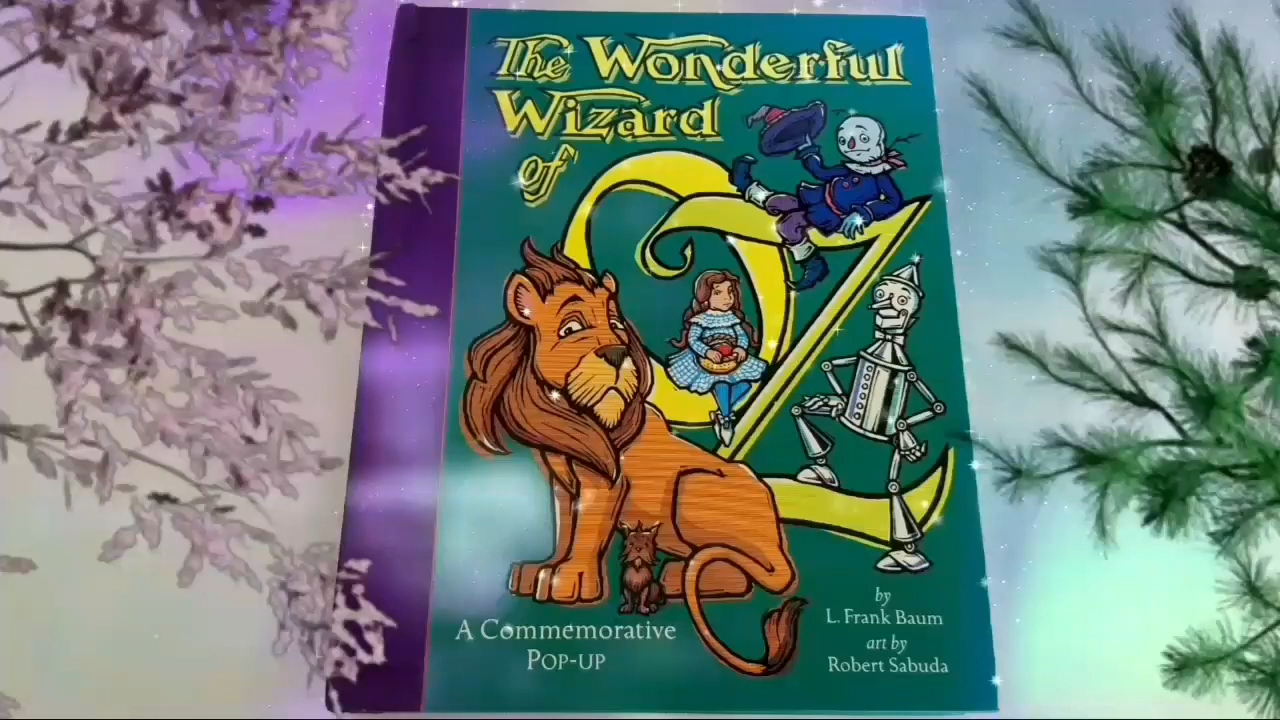 The Wonderful
Wizard
of
OZ
A Commemorative
Pop-up
by
L. Frank Baum
art by
Robert Sabuda